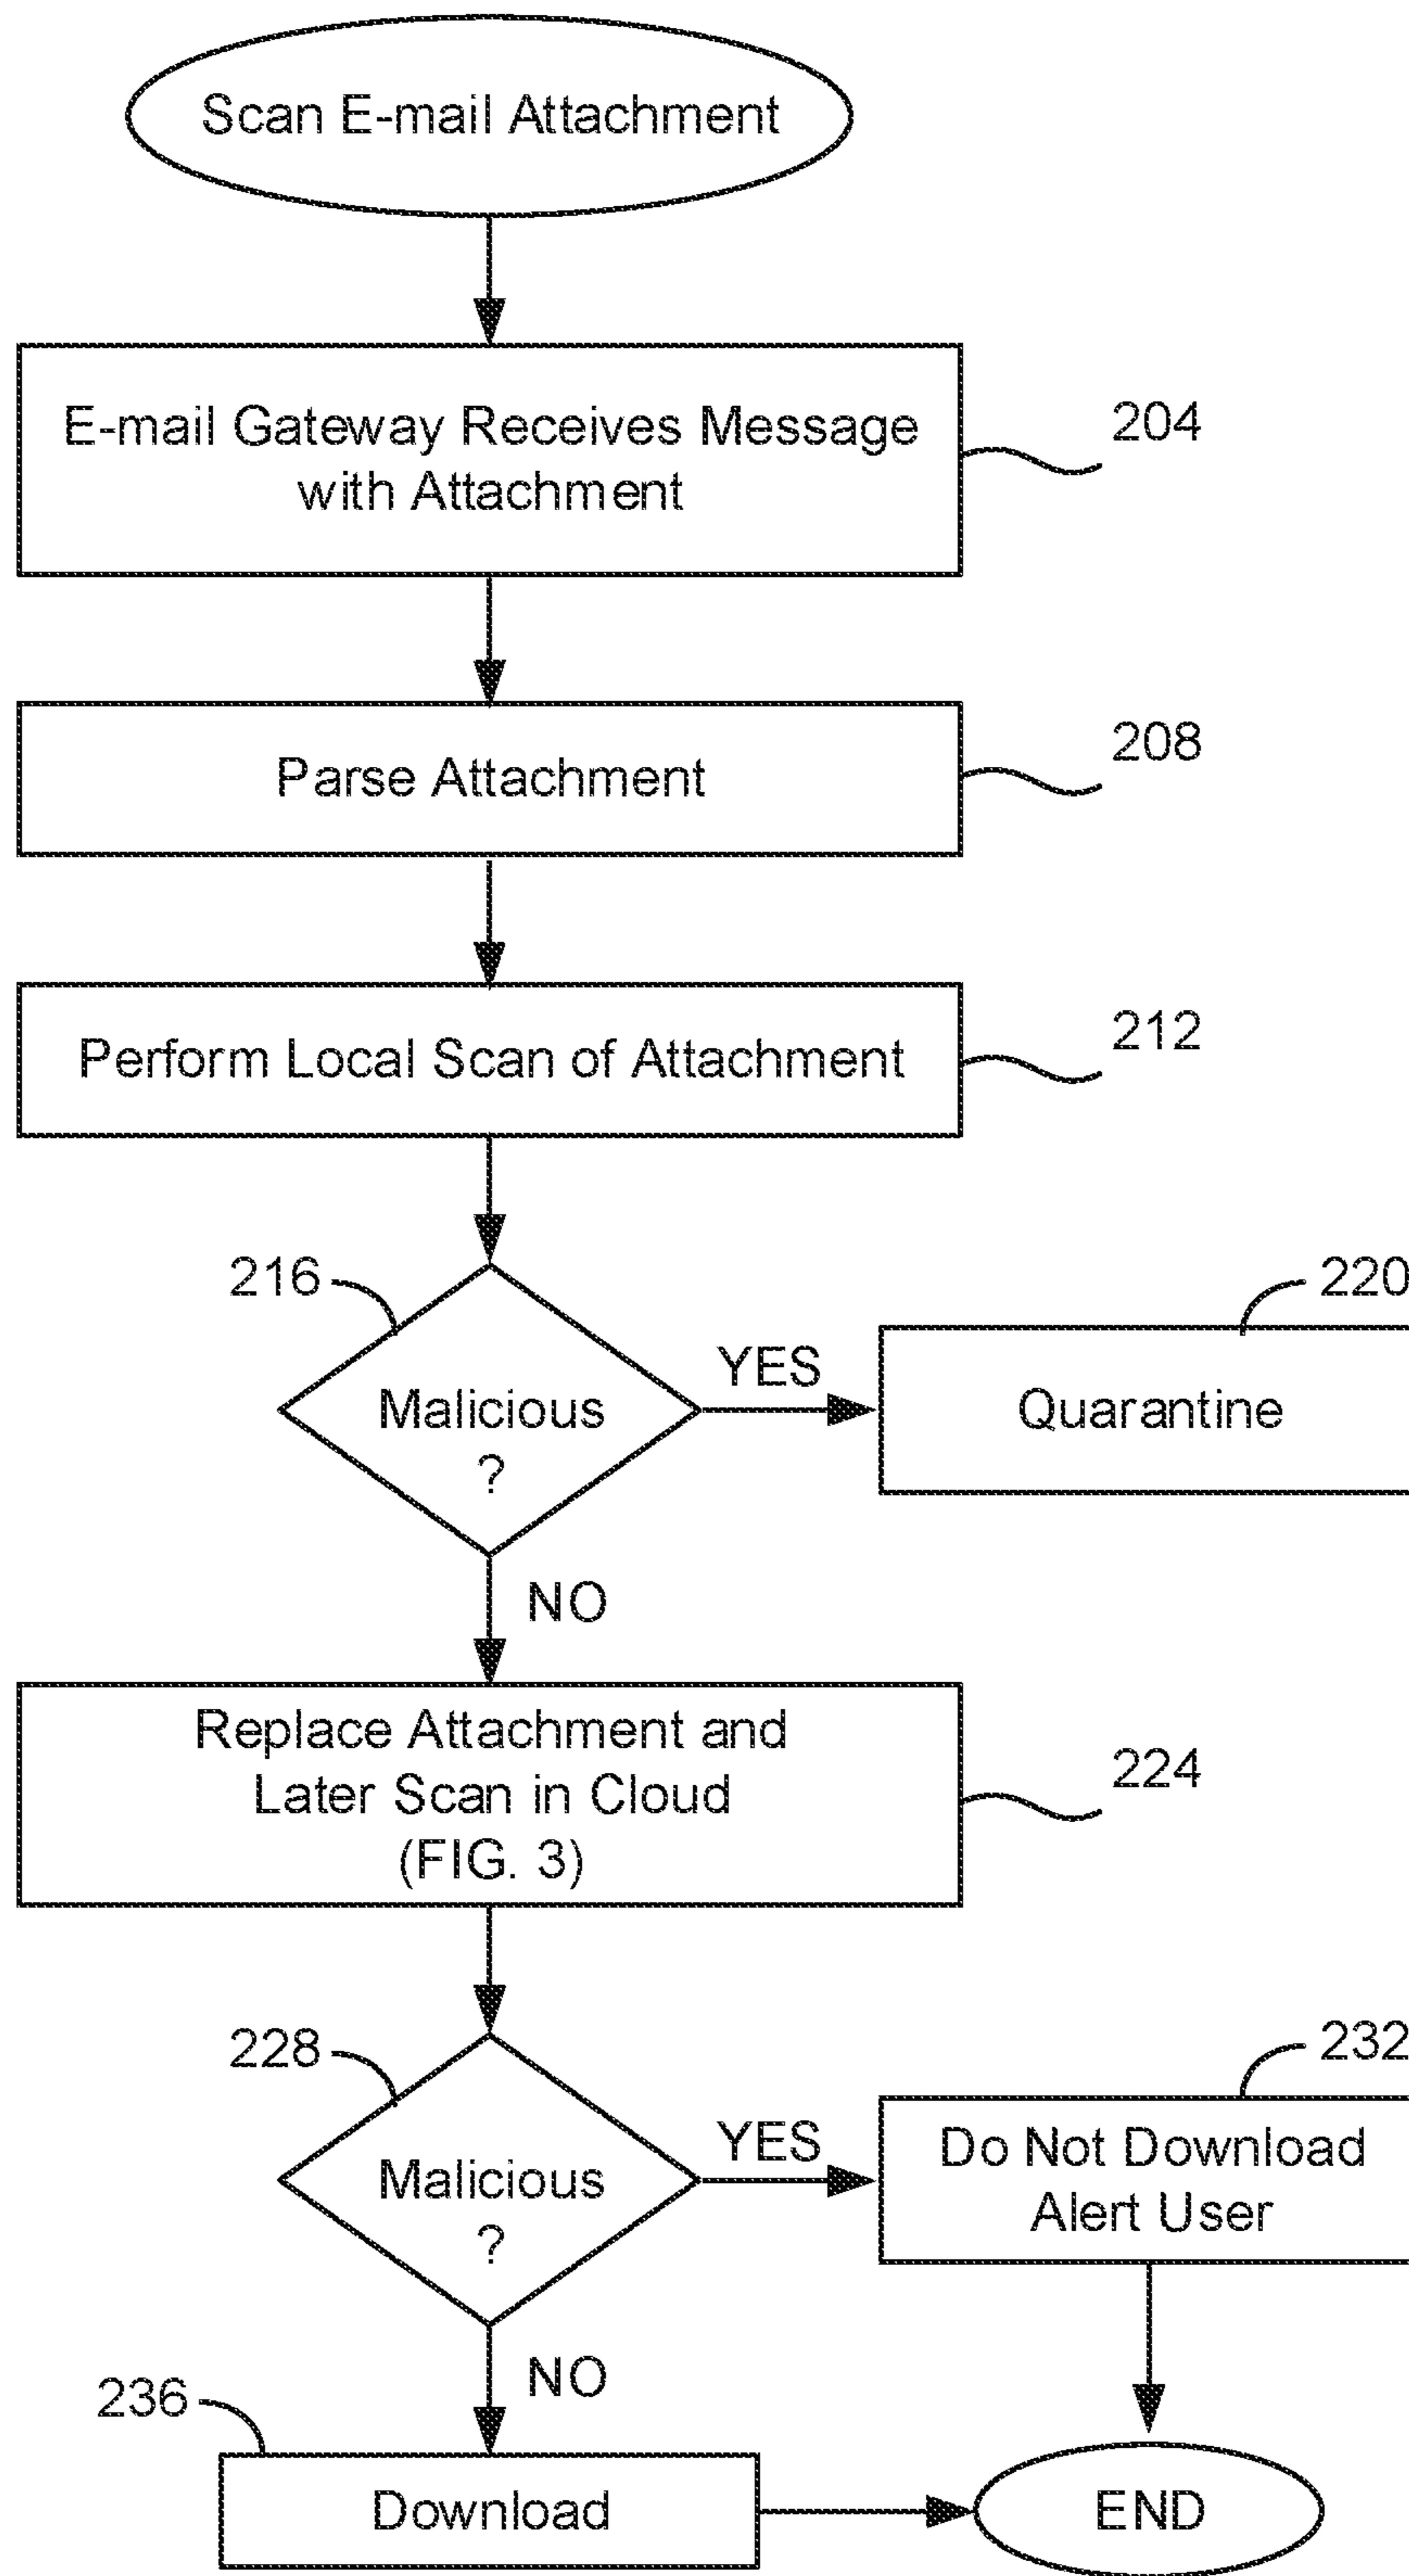 Scan E-mail Attachment
E-mail Gateway Receives Message
with Attachment
204
Parse Attachment
208
Perform Local Scan of Attachment
212
216
Malicious
?
YES
220
Quarantine
NO
Replace Attachment and
Later Scan in Cloud
(FIG. 3)
224
228
Malicious
?
YES
232
Do Not Download
Alert User
NO
236
Download
END